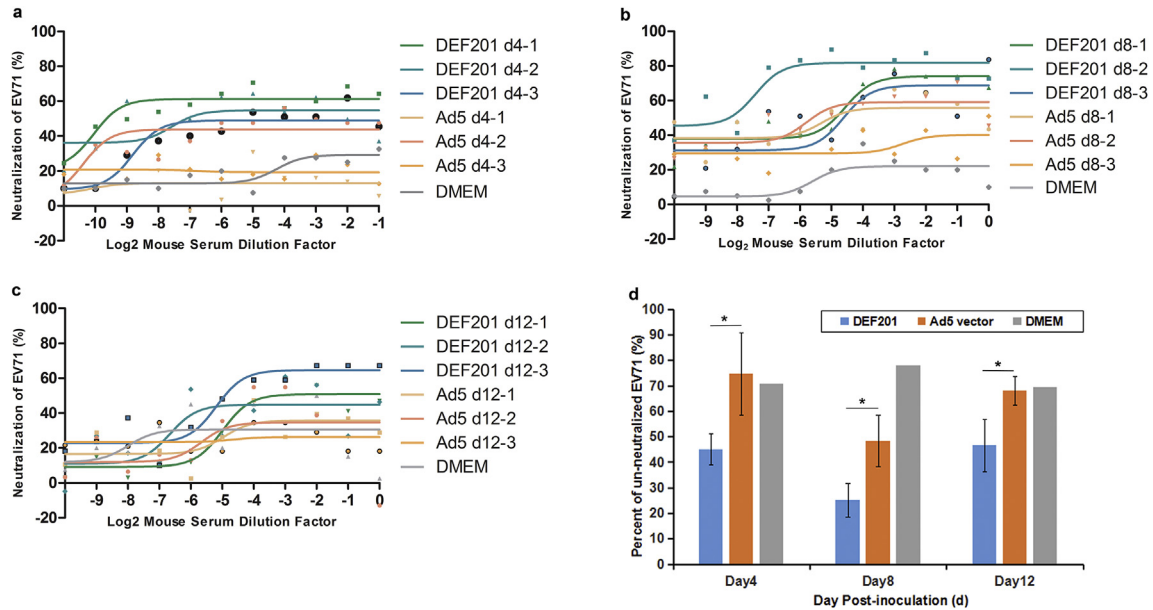 a
100
80
60
40
20
0
20
Neutralization of EV71 (%)
-10 -9 -8 -7 -6 -5 -4 -3 -2 -1
Log2 Mouse Serum Dilution Factor
DEF201 d4-1
DEF201 d4-2
DEF201 d4-3
Ad5 d4-1
Ad5 d4-2
Ad5 d4-3
DMEM
b
100
80
60
40
20
0
-20
Neutralization of EV71 (%)
-9 -8 -7 -6 -5 -4 -3 -2 -1 0
Log2 Mouse Serum Dilution Factor
DEF201 d8-1
DEF201 d8-2
DEF201 d8-3
Ad5 d8-1
Ad5 d8-2
Ad5 d8-3
DMEM
c
100
80
60
40
20
0
-20
Neutralization of EV71 (%)
-9 -8 -7 -6 -5 -4 -3 -2 -1 0
Log2 Mouse Serum Dilution Factor
DEF201 d12-1
DEF201 d12-2
DEF201 d12-3
Ad5 d12-1
Ad5 d12-2
Ad5 d12-3
DMEM
d
100
90
80
70
60
50
40
30
20
10
0
Percent of un-neutralized EV71 (%)
DEF201 Ad5 vector DMEM
* * *
Day4 Day8 Day12
Day Post-inoculation (d)